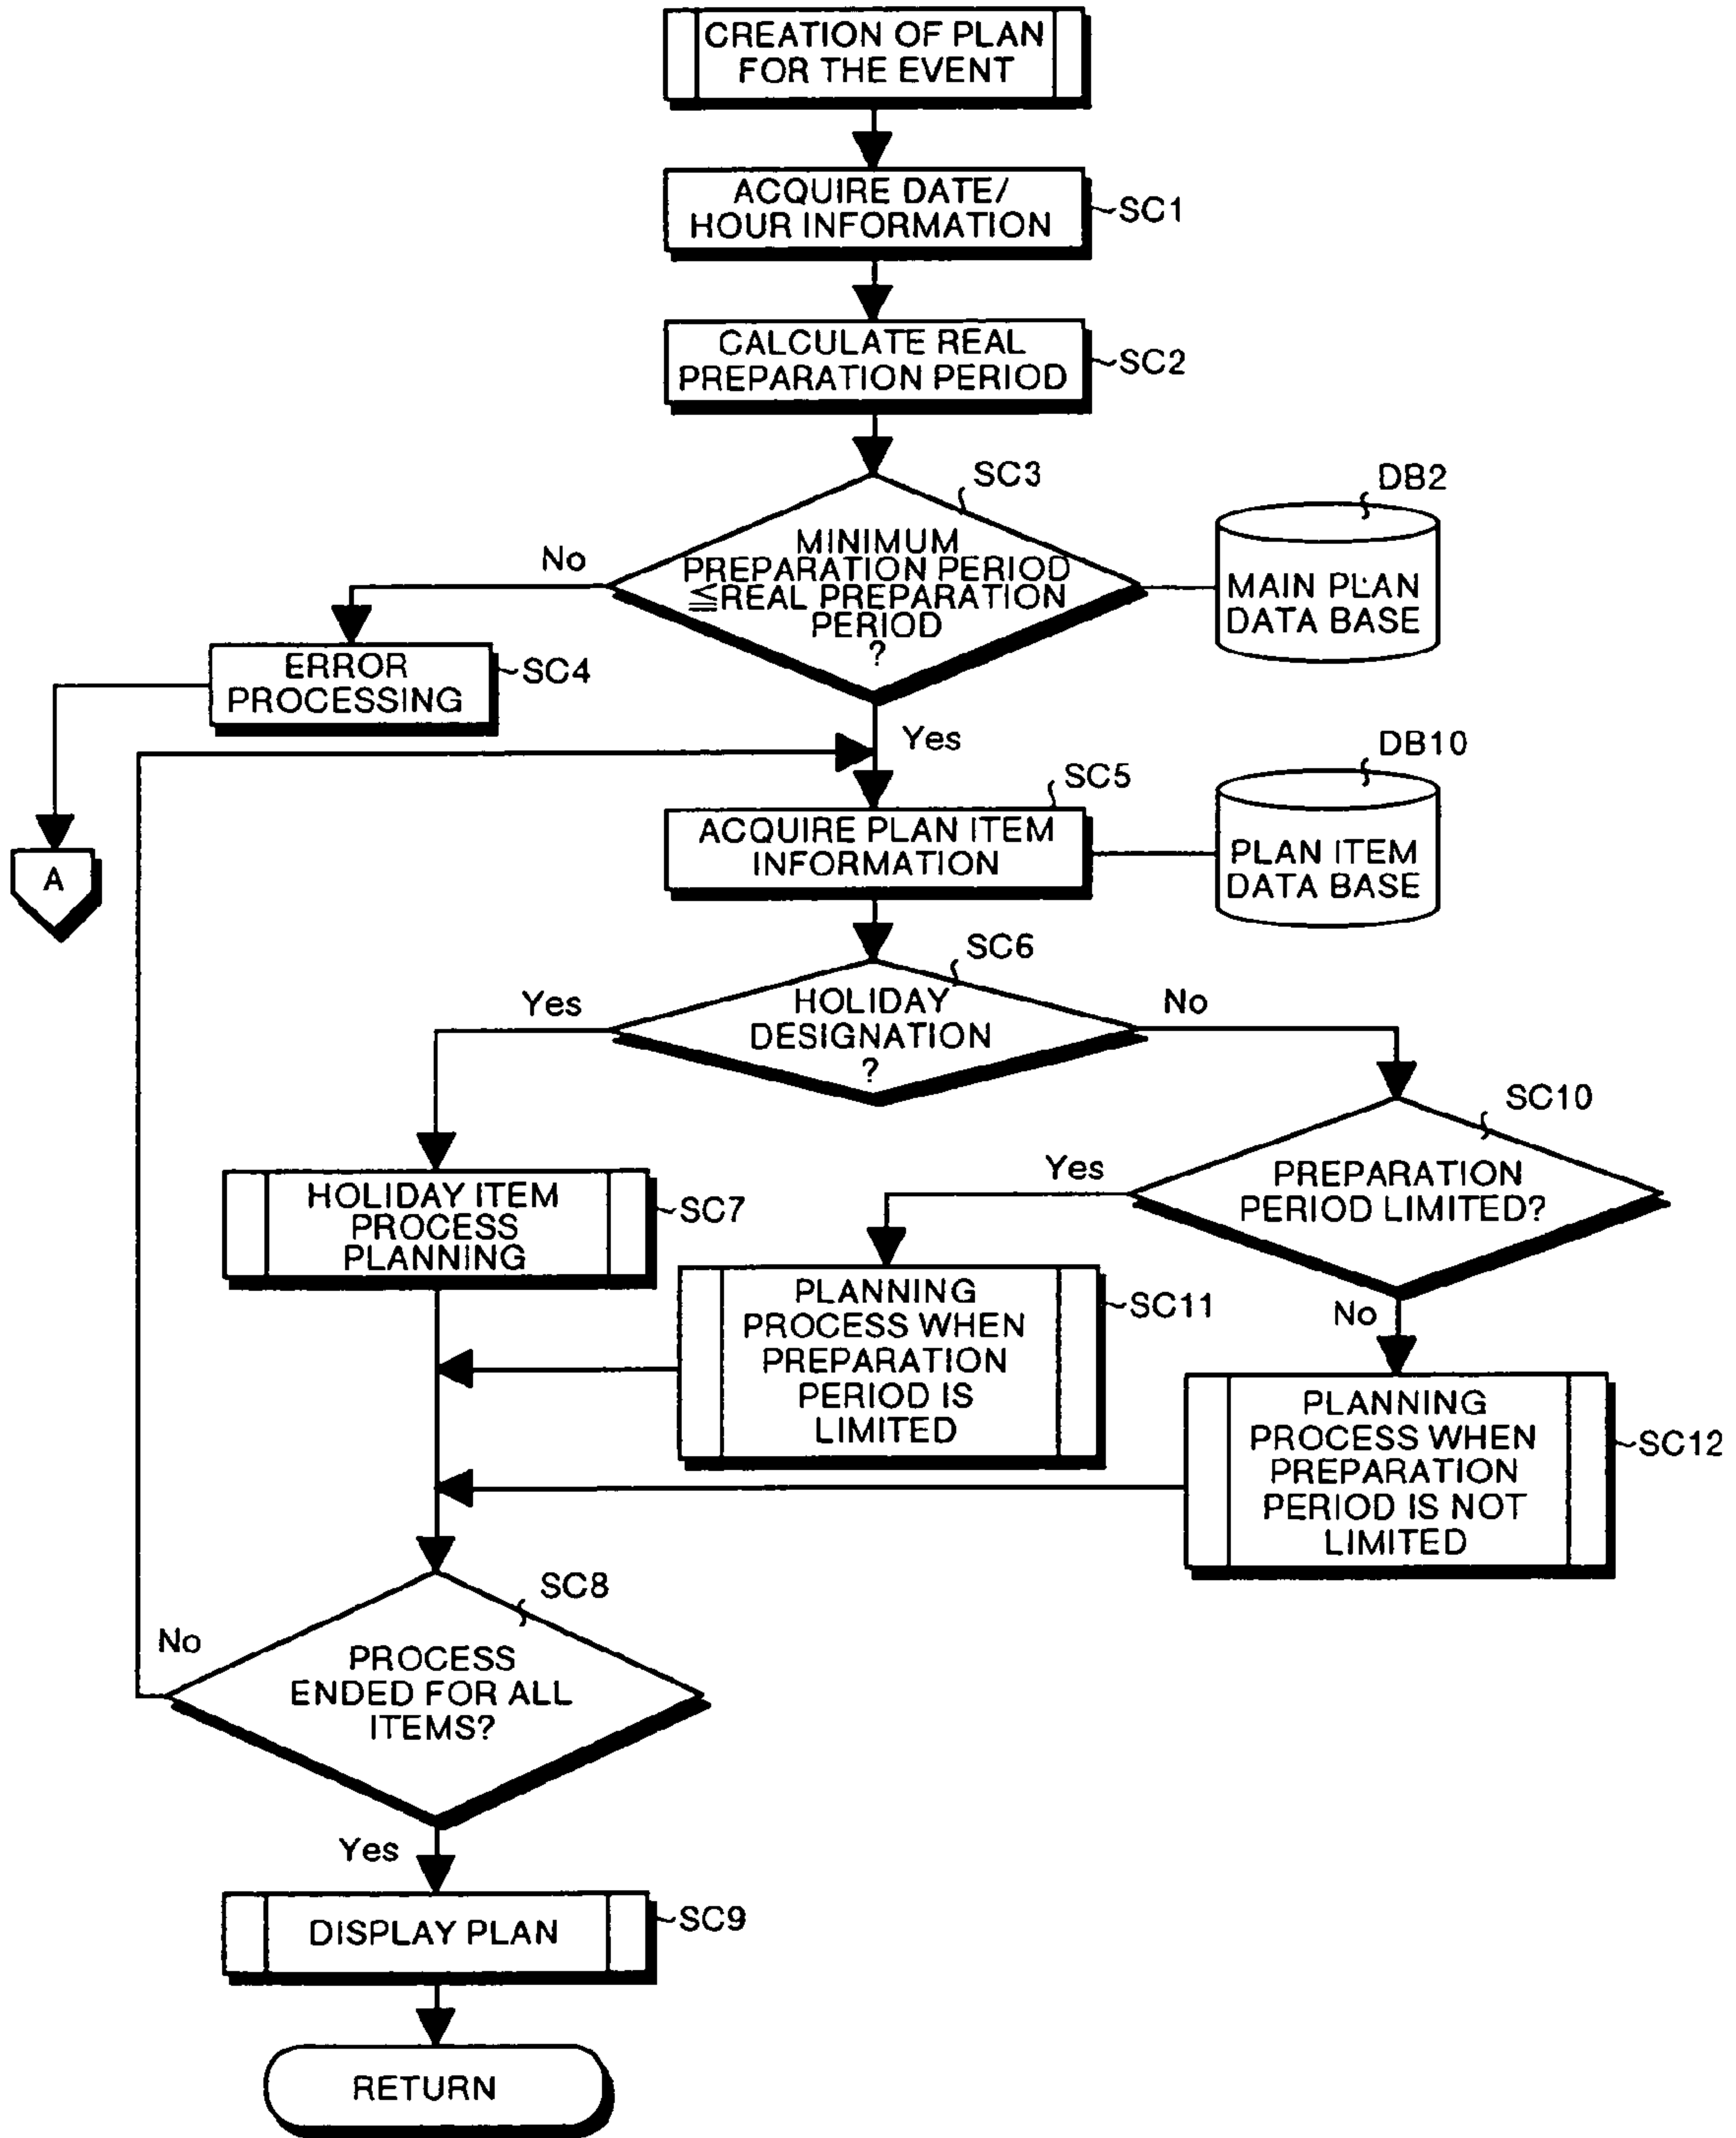 CREATION OF PLAN
FOR THE EVENT
ACQUIRE DATE/
HOUR INFORMATION
SC1
CALCULATE REAL
PREPARATION PERIOD
SC2
SC3
MINIMUM
PREPARATION PERIOD
≦REAL PREPARATION
PERIOD
?
No
DB2
MAIN PLAN
DATA BASE
ERROR
PROCESSING
SC4
Yes
A
SC5
ACQUIRE PLAN ITEM
INFORMATION
DB10
PLAN ITEM
DATA BASE
SC6
HOLIDAY
DESIGNATION
?
Yes
No
SC10
PREPARATION
PERIOD LIMITED?
Yes
No
HOLIDAY ITEM
PROCESS
PLANNING
SC7
PLANNING
PROCESS WHEN
PREPARATION
PERIOD IS
LIMITED
SC11
PLANNING
PROCESS WHEN
PREPARATION
PERIOD IS NOT
LIMITED
SC12
SC8
PROCESS
ENDED FOR ALL
ITEMS?
No
Yes
DISPLAY PLAN
SC9
RETURN